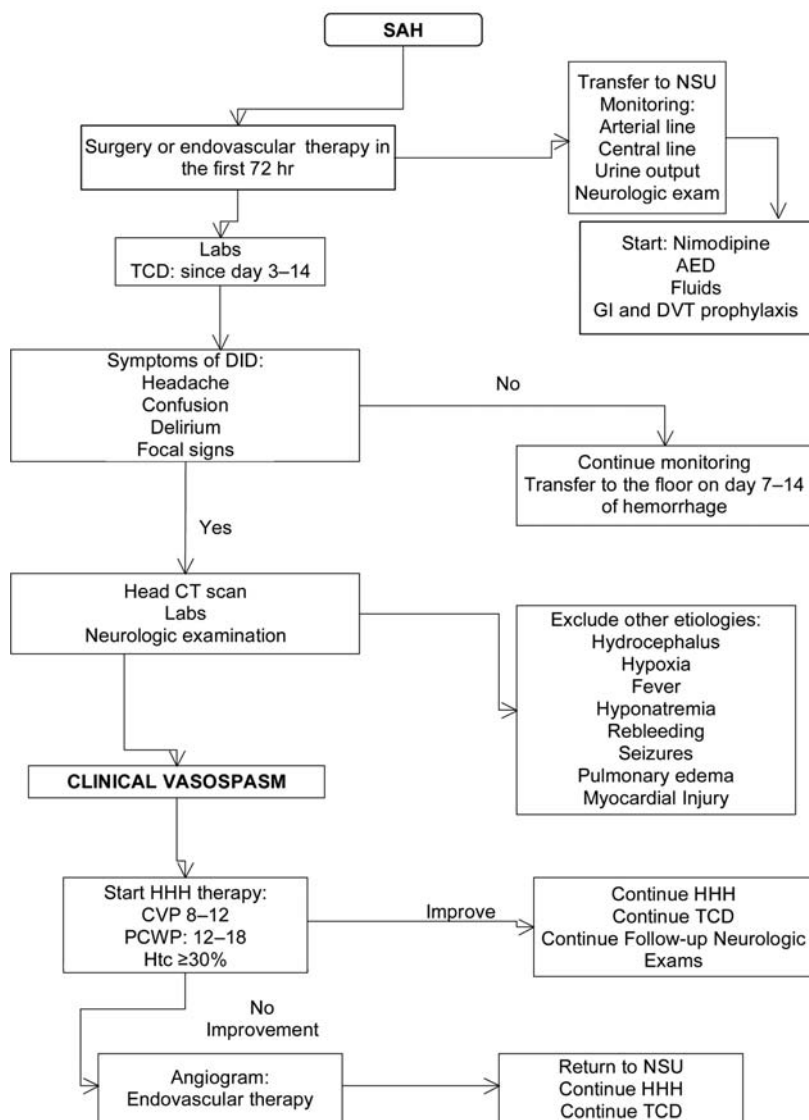 SAH
Surgery or endovascular therapy in
the first 72 hr
Transfer to NSU
Monitoring:
Arterial line
Central line
Urine output
Neurologic exam
Start: Nimodipine
AED
Fluids
GI and DVT prophylaxis
Labs
TCD: since day 3–14
Symptoms of DID:
Headache
Confusion
Delirium
Focal signs
No
Continue monitoring
Transfer to the floor on day 7–14
of hemorrhage
Yes
Head CT scan
Labs
Neurologic examination
Exclude other etiologies:
Hydrocephalus
Hypoxia
Fever
Hyponatremia
Rebleeding
Seizures
Pulmonary edema
Myocardial Injury
CLINICAL VASOSPASM
Start HHH therapy:
CVP 8–12
PCWP: 12–18
Htc ≥30%
Improve
Continue HHH
Continue TCD
Continue Follow-up Neurologic
Exams
No
Improvement
Angiogram:
Endovascular therapy
Return to NSU
Continue HHH
Continue TCD